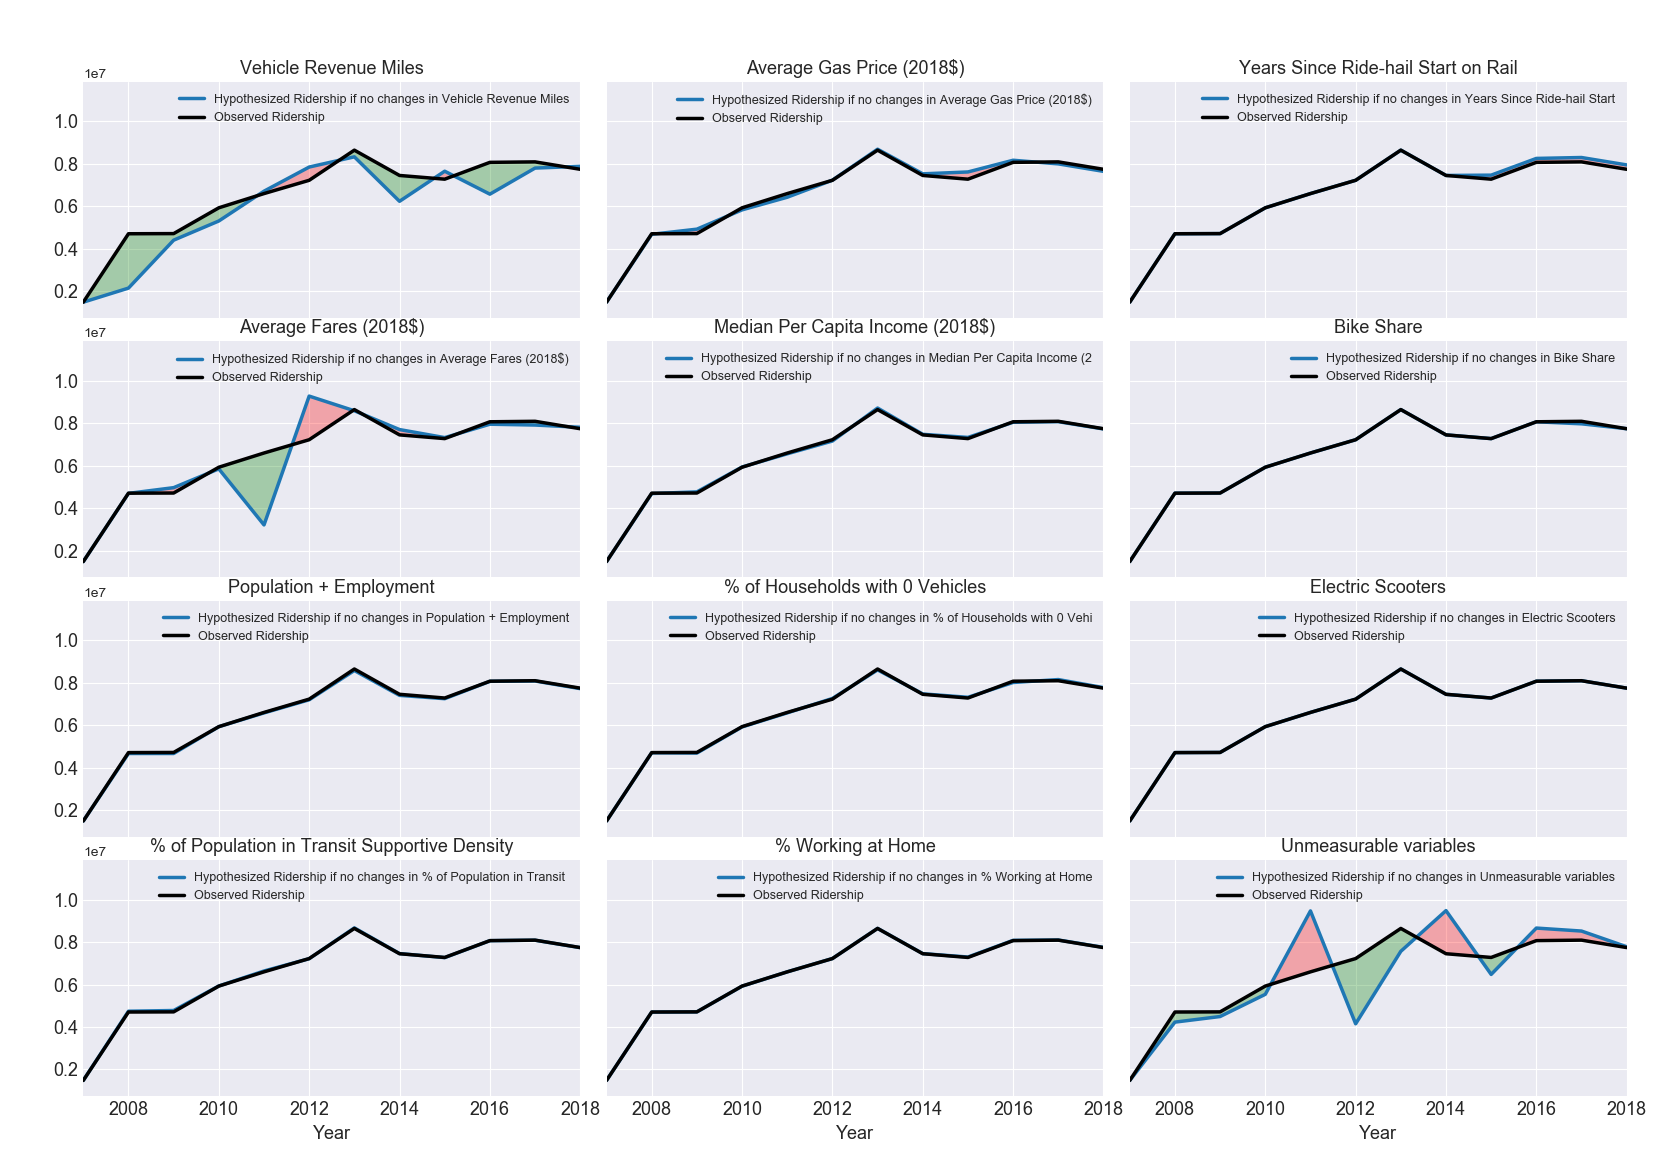 Vehicle Revenue Miles
1e7
Hypothesized Ridership if no changes in Vehicle Revenue Miles
Observed Ridership
1.0
0.8
0.6
0.4
0.2
Average Gas Price (2018$)
Hypothesized Ridership if no changes in Average Gas Price (2018$)
Observed Ridership
Years Since Ride-hail Start on Rail
Hypothesized Ridership if no changes in Years Since Ride-hail Start
Observed Ridership
Average Fares (2018$)
1e7
Hypothesized Ridership if no changes in Average Fares (2018$)
Observed Ridership
1.0
0.8
0.6
0.4
0.2
Median Per Capita Income (2018$)
Hypothesized Ridership if no changes in Median Per Capita Income (2
Observed Ridership
Bike Share
Hypothesized Ridership if no changes in Bike Share
Observed Ridership
Population + Employment
1e7
Hypothesized Ridership if no changes in Population + Employment
Observed Ridership
1.0
0.8
0.6
0.4
0.2
% of Households with 0 Vehicles
Hypothesized Ridership if no changes in % of Households with 0 Vehi
Observed Ridership
Electric Scooters
Hypothesized Ridership if no changes in Electric Scooters
Observed Ridership
% of Population in Transit Supportive Density
1e7
Hypothesized Ridership if no changes in % of Population in Transit
Observed Ridership
1.0
0.8
0.6
0.4
0.2
2008 2010 2012 2014 2016 2018
Year
% Working at Home
Hypothesized Ridership if no changes in % Working at Home
Observed Ridership
2008 2010 2012 2014 2016 2018
Year
Unmeasurable variables
Hypothesized Ridership if no changes in Unmeasurable variables
Observed Ridership
2008 2010 2012 2014 2016 2018
Year